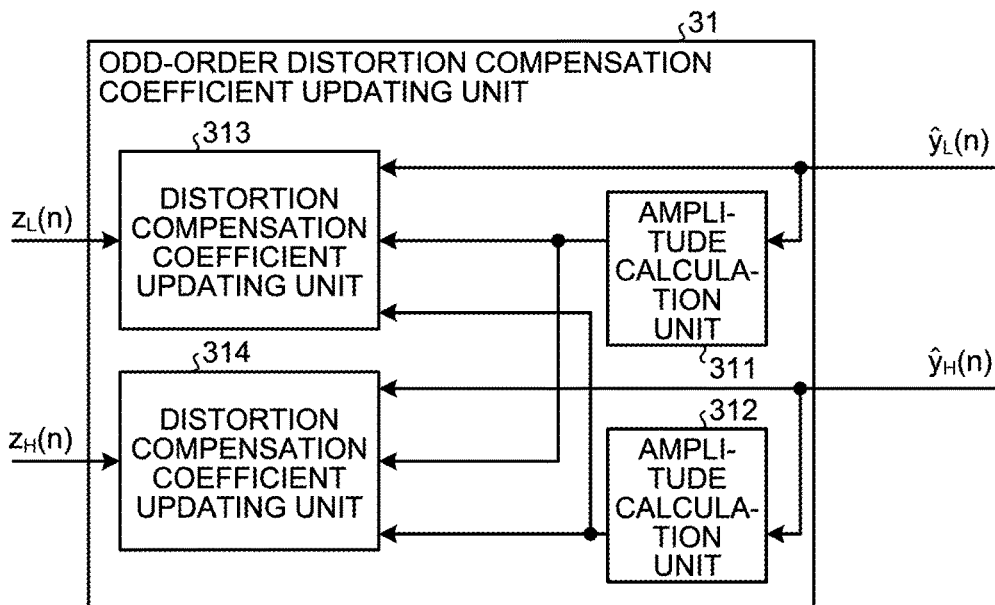 31
ODD-ORDER DISTORTION COMPENSATION
COEFFICIENT UPDATING UNIT
313
DISTORTION
COMPENSATION
COEFFICIENT
UPDATING UNIT
zL(n)
ŷL(n)
AMPLI-
TUDE
CALCULA-
TION
UNIT
311
314
DISTORTION
COMPENSATION
COEFFICIENT
UPDATING UNIT
zH(n)
ŷH(n)
312
AMPLI-
TUDE
CALCULA-
TION
UNIT